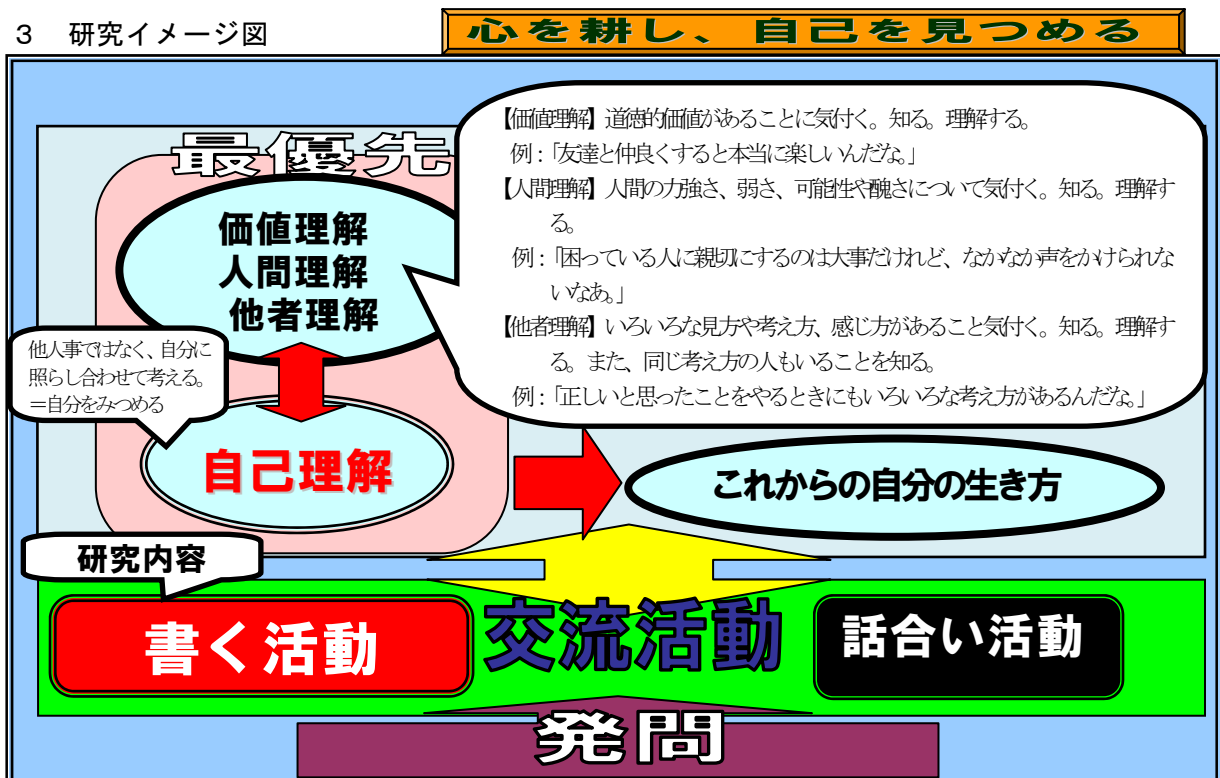 3　研究イメージ図
心を耕し、自己を見つめる
最優先
価値理解
人間理解
他者理解
【価値理解】道徳的価値があることに気付く。知る。理解する。
例：「友達と仲良くすると本当に楽しいんだな。」
【人間理解】人間の力強さ、弱さ、可能性や醜さについて気付く。知る。理解す
る。
例：「困っている人に親切にするのは大事だけれど、なかなか声をかけられな
いなあ。」
【他者理解】いろいろな見方や考え方、感じ方があること気付く。知る。理解す
る。また、同じ考え方の人もいることを知る。
例：「正しいと思ったことをやるときにもいろいろな考え方があるんだな。」
他人事ではなく、自分に
照らし合わせて考える。
＝自分をみつめる
自己理解
これからの自分の生き方
研究内容
書く活動
交流活動
話合い活動
発問